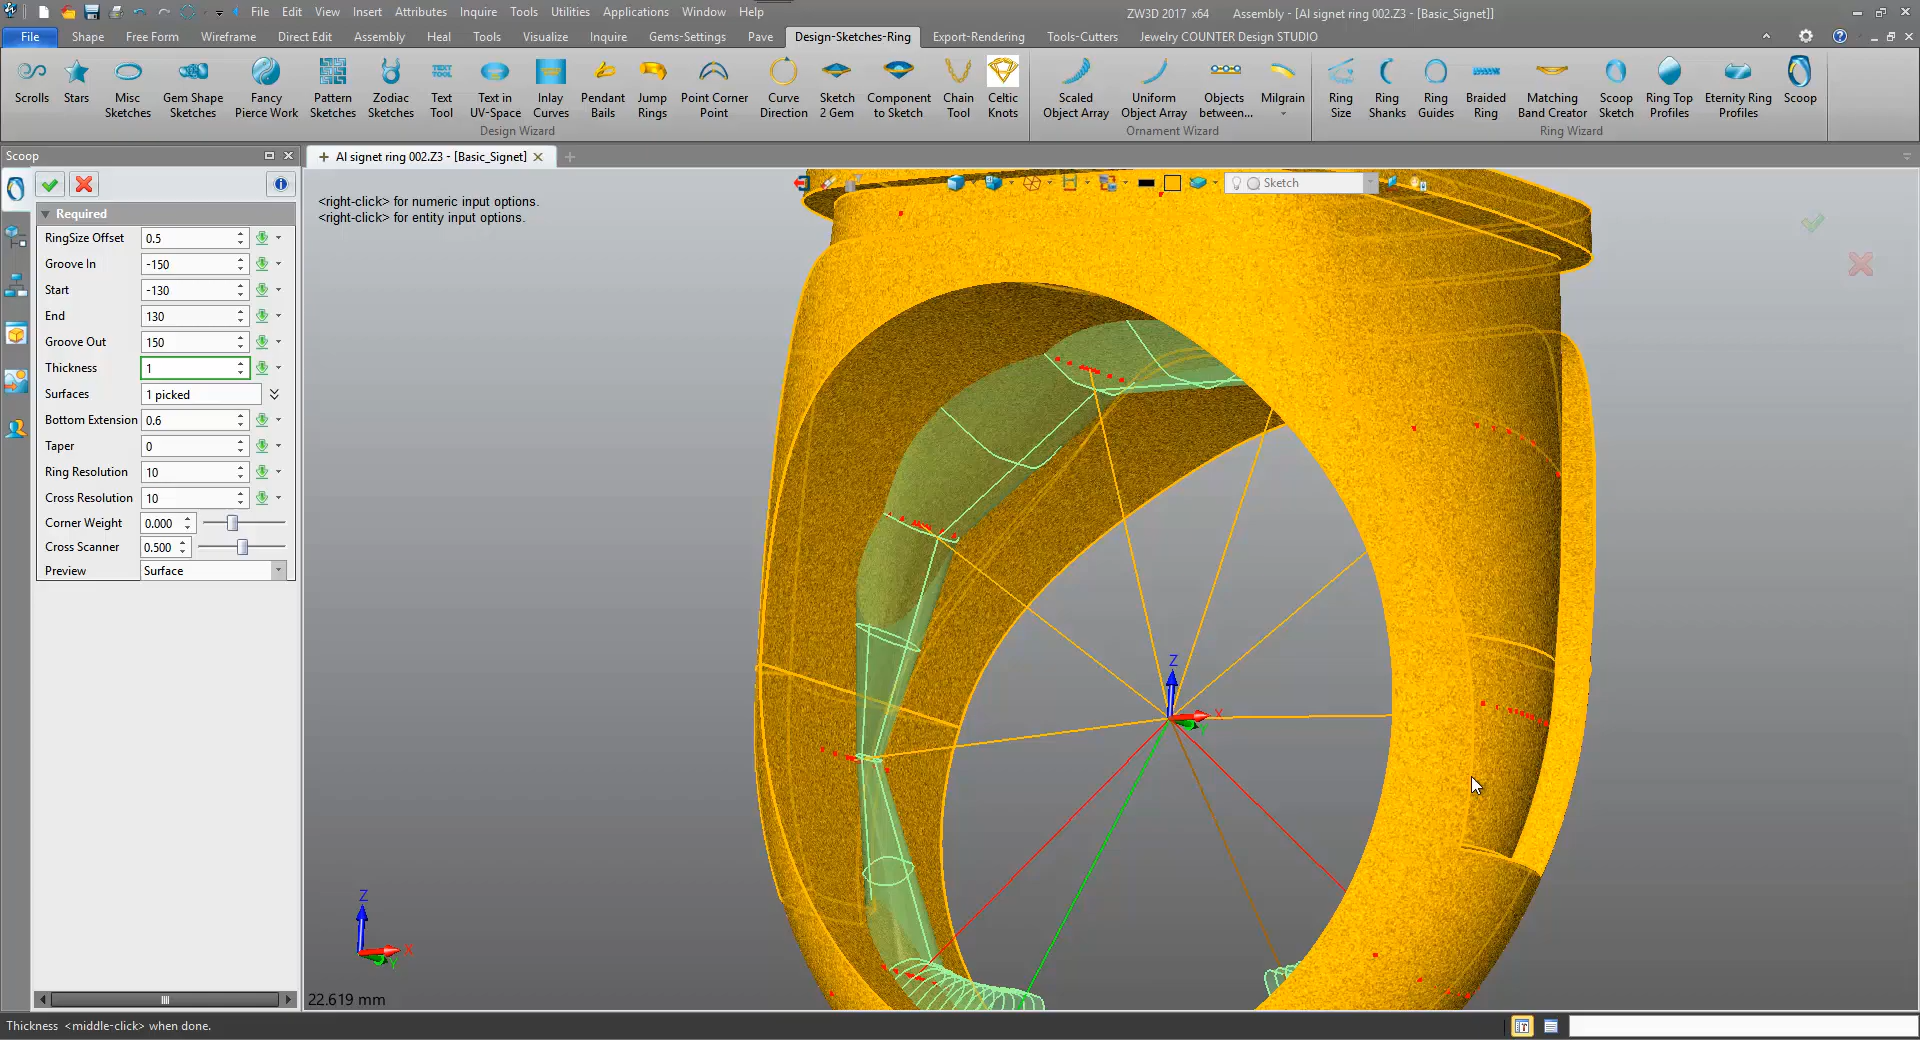 File Edit View Insert Attributes Inquire Tools Utilities Applications Window Help
ZW3D 2017 x64 Assembly - [AI signet ring 002.Z3 - [Basic_Signet]]
File Shape Free Form Wireframe Direct Edit Assembly Heal Tools Visualize Inquire Gems-Settings Pave Design-Sketches-Ring Export-Rendering Tools-Cutters Jewelry COUNTER Design STUDIO
TEXT TOOL
TEXT TOOL
Scrolls
Stars
Misc Sketches
Gem Shape Sketches
Fancy Pierce Work
Pattern Sketches
Zodiac Sketches
Text Tool
Text in UV-Space
Inlay Curves
Pendant Bails
Jump Rings
Point Corner Point
Curve Direction
Sketch 2 Gem
Component to Sketch
Chain Tool
Celtic Knots
Scaled Object Array
Uniform Object Array
Objects between...
Milgrain
Ring Size
Ring Shanks
Ring Guides
Braided Ring
Matching Band Creator
Scoop Sketch
Ring Top Profiles
Eternity Ring Profiles
Scoop
Design Wizard
Ornament Wizard
Ring Wizard
Scoop
AI signet ring 002.Z3 - [Basic_Signet]
Required
RingSize Offset 0.5
Groove In -150
Start -130
End 130
Groove Out 150
Thickness 1
Surfaces 1 picked
Bottom Extension 0.6
Taper 0
Ring Resolution 10
Cross Resolution 10
Corner Weight 0.000
Cross Scanner 0.500
Preview Surface
<right-click> for numeric input options.
<right-click> for entity input options.
Sketch
Z
X
Y
Z
X
Y
22.619 mm
Thickness <middle-click> when done.